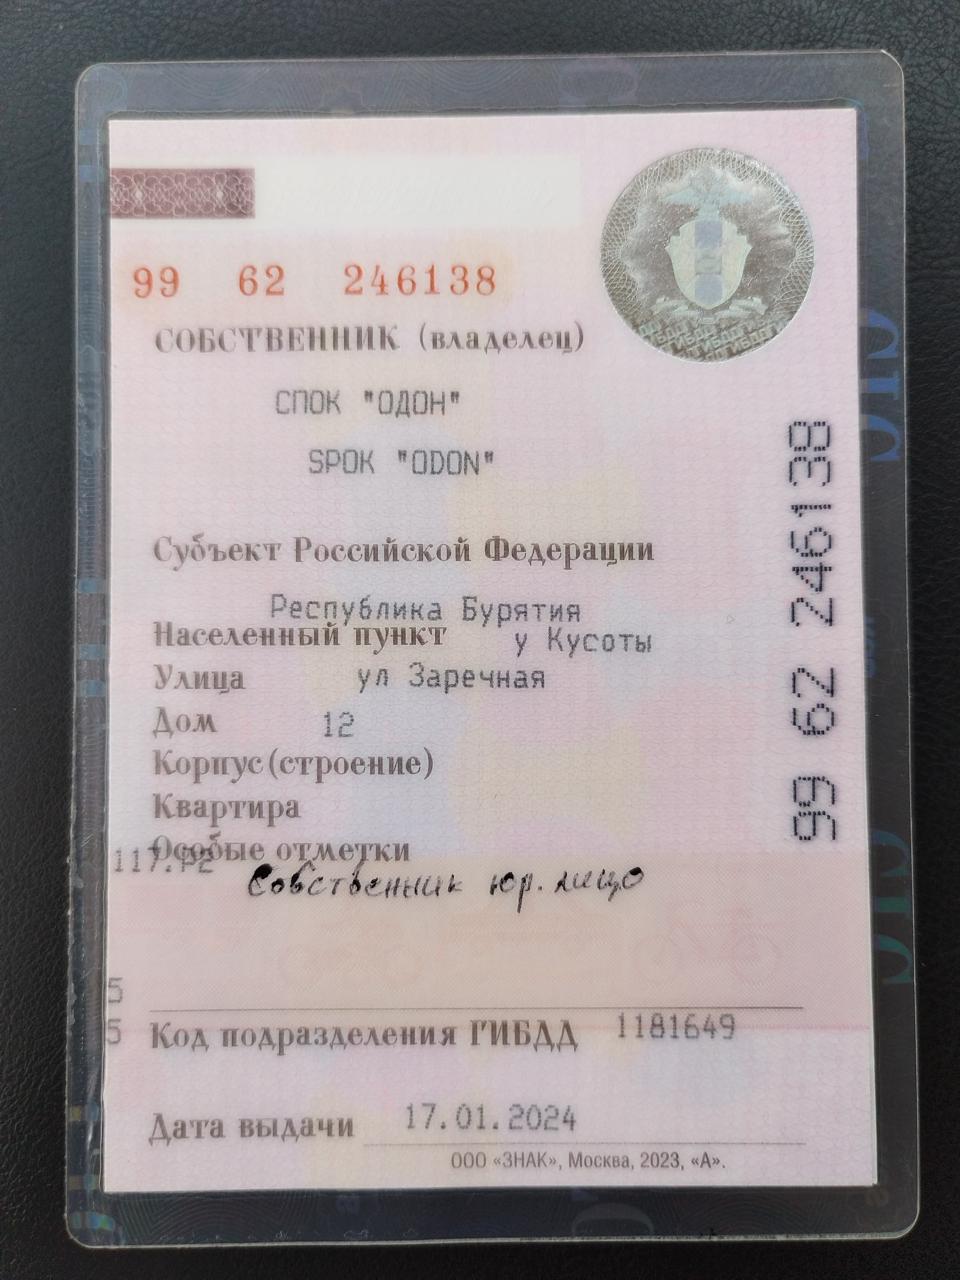 99 62 246138
СОБСТВЕННИК (владелец)
СПОК "ОДОН"
SPOK "ODON"
Субъект Российской Федерации
Республика Бурятия
Населенный пункт у Кусоты
Улица ул Заречная
Дом 12
Корпус(строение)
Квартира
Особые отметки
117.Р2
Собственник юр. лицо
5
5 Код подразделения ГИБДД 1181649
Дата выдачи 17.01.2024
ООО «ЗНАК», Москва, 2023, «А».
99 62 246138